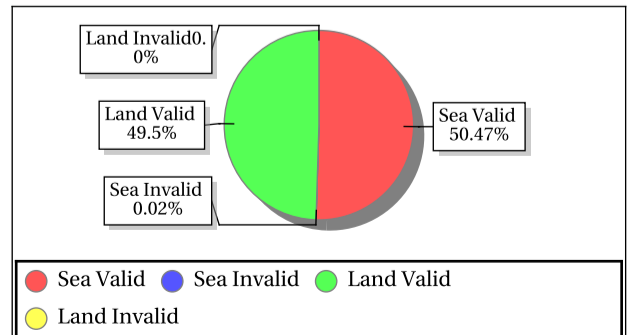 Land Invalid0.
0%
Land Valid
49.5%
Sea Valid
50.47%
Sea Invalid
0.02%
Sea Valid Sea Invalid Land Valid
Land Invalid